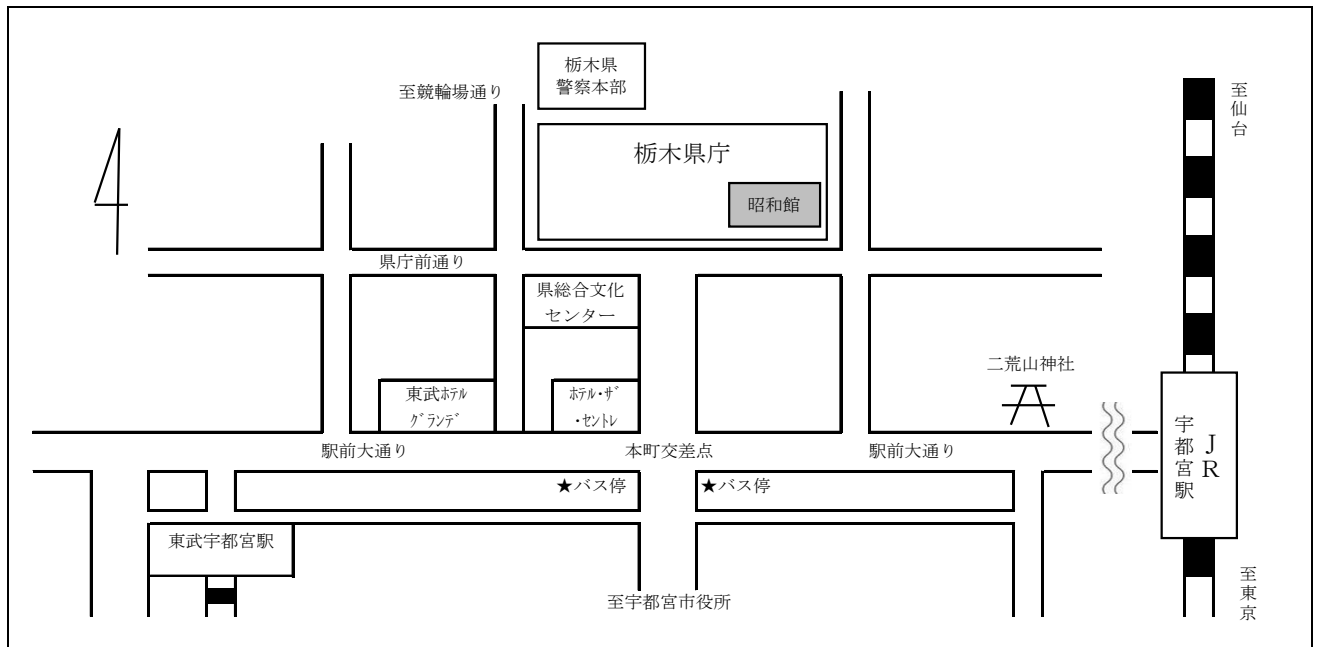 栃木県
警察本部
至競輪場通り
至仙台
栃木県庁
昭和館
県庁前通り
県総合文化
センター
二荒山神社
東武ﾎﾃﾙ
ｸﾞﾗﾝﾃﾞ
ﾎﾃﾙ・ｻﾞ
・ｾﾝﾄﾚ
駅前大通り
本町交差点
駅前大通り
JR
宇都宮駅
★バス停
★バス停
東武宇都宮駅
至宇都宮市役所
至東京